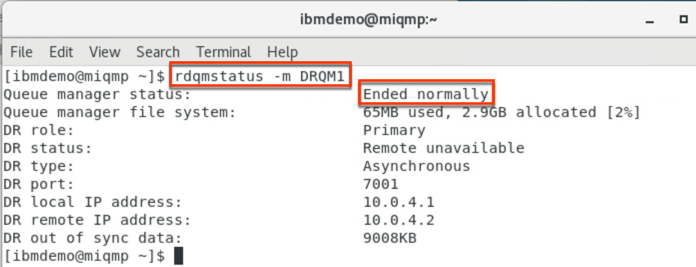 ibmdemo@miqmp:~
File Edit View Search Terminal Help
[ibmdemo@miqmp ~]$ rdqmstatus -m DRQM1
Queue manager status: Ended normally
Queue manager file system: 65MB used, 2.9GB allocated [2%]
DR role: Primary
DR status: Remote unavailable
DR type: Asynchronous
DR port: 7001
DR local IP address: 10.0.4.1
DR remote IP address: 10.0.4.2
DR out of sync data: 9008KB
[ibmdemo@miqmp ~]$